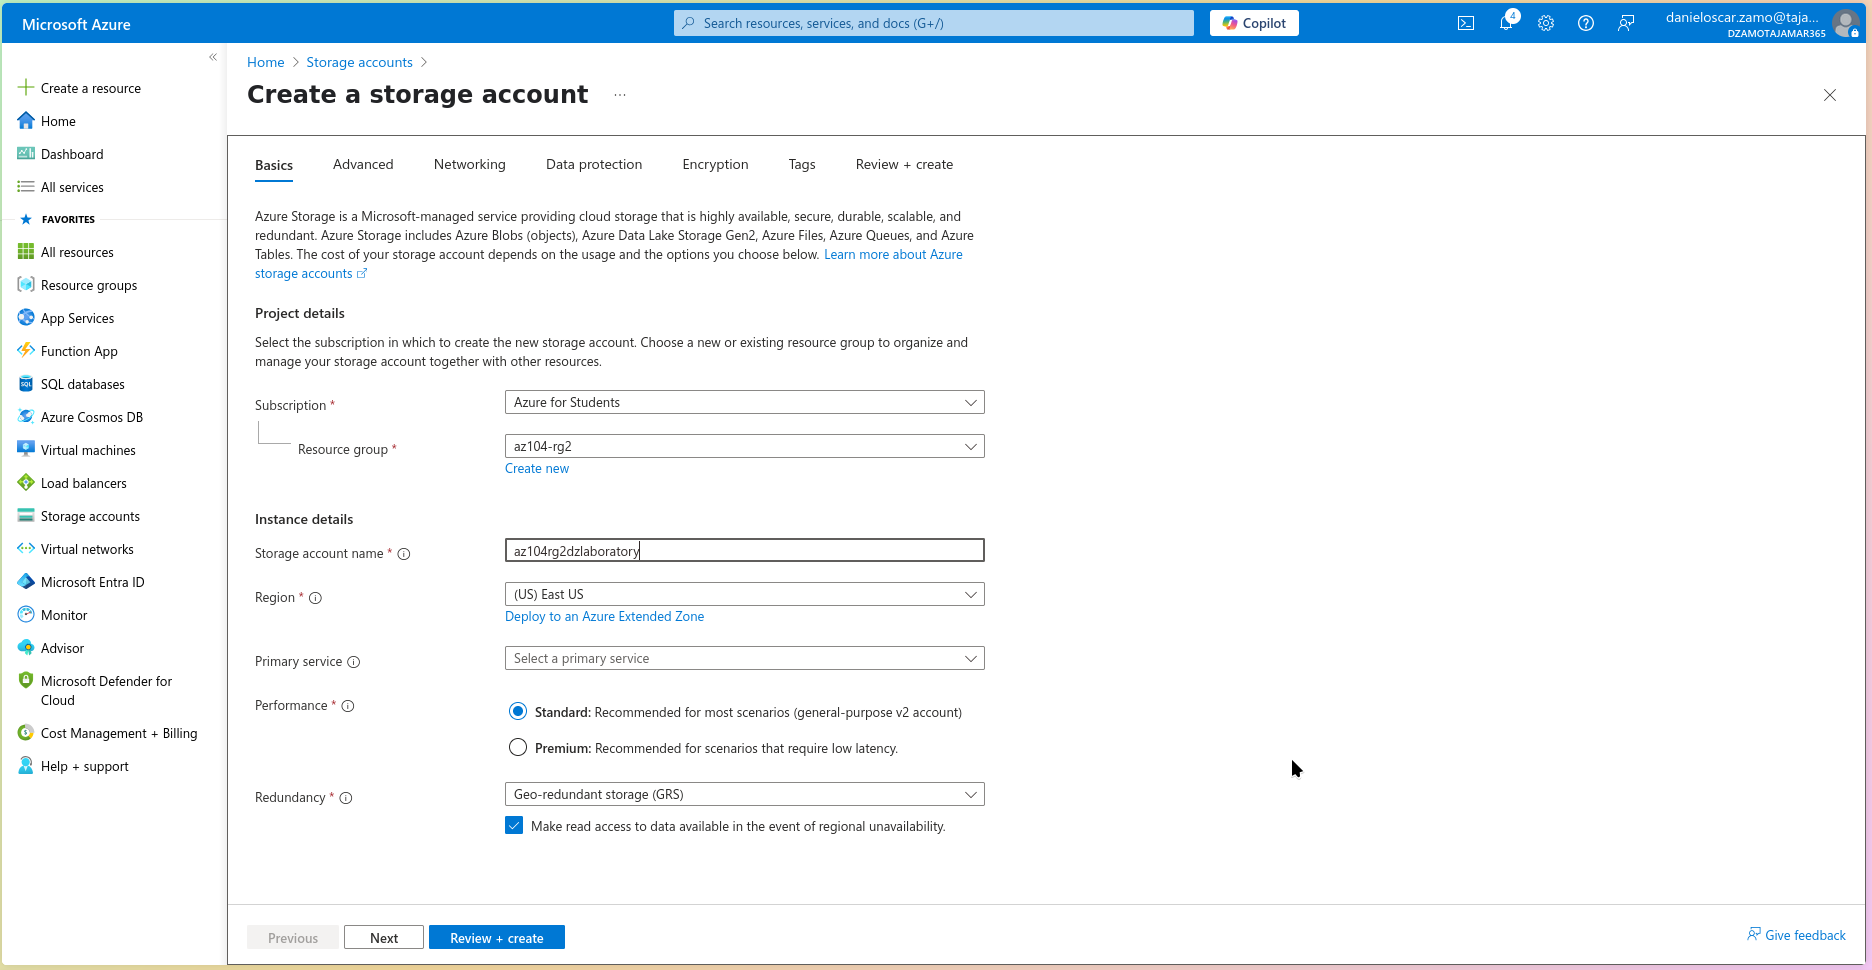 Microsoft Azure
Search resources, services, and docs (G+/)
Copilot
4
danieloscar.zamo@taja...
DZAMOTAJAMAR365
Create a resource
Home
Dashboard
All services
FAVORITES
All resources
Resource groups
App Services
Function App
SQL databases
Azure Cosmos DB
Virtual machines
Load balancers
Storage accounts
Virtual networks
Microsoft Entra ID
Monitor
Advisor
Microsoft Defender for
Cloud
Cost Management + Billing
Help + support
Home > Storage accounts >
Create a storage account ...
Basics Advanced Networking Data protection Encryption Tags Review + create
Azure Storage is a Microsoft-managed service providing cloud storage that is highly available, secure, durable, scalable, and
redundant. Azure Storage includes Azure Blobs (objects), Azure Data Lake Storage Gen2, Azure Files, Azure Queues, and Azure
Tables. The cost of your storage account depends on the usage and the options you choose below. Learn more about Azure
storage accounts
Project details
Select the subscription in which to create the new storage account. Choose a new or existing resource group to organize and
manage your storage account together with other resources.
Subscription * Azure for Students
Resource group * az104-rg2
Create new
Instance details
Storage account name * az104rg2dzlaboratory
Region * (US) East US
Deploy to an Azure Extended Zone
Primary service Select a primary service
Performance * Standard: Recommended for most scenarios (general-purpose v2 account)
Premium: Recommended for scenarios that require low latency.
Redundancy * Geo-redundant storage (GRS)
Make read access to data available in the event of regional unavailability.
Previous Next Review + create
Give feedback